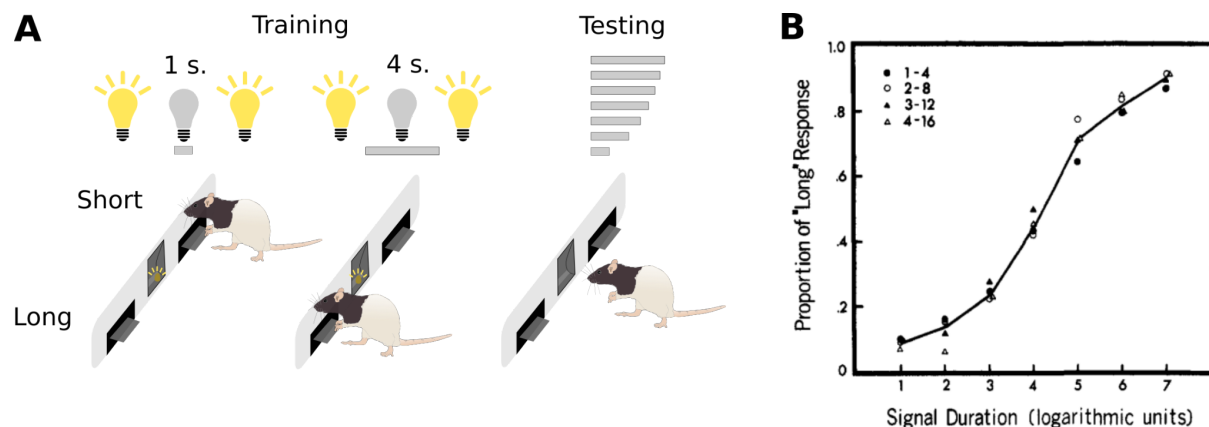 A
Training
Testing
1 s.
4 s.
Short
Long
B
Proportion of "Long" Response
1.0
.8
.6
.4
.2
0
1-4
2-8
3-12
4-16
1 2 3 4 5 6 7
Signal Duration (logarithmic units)